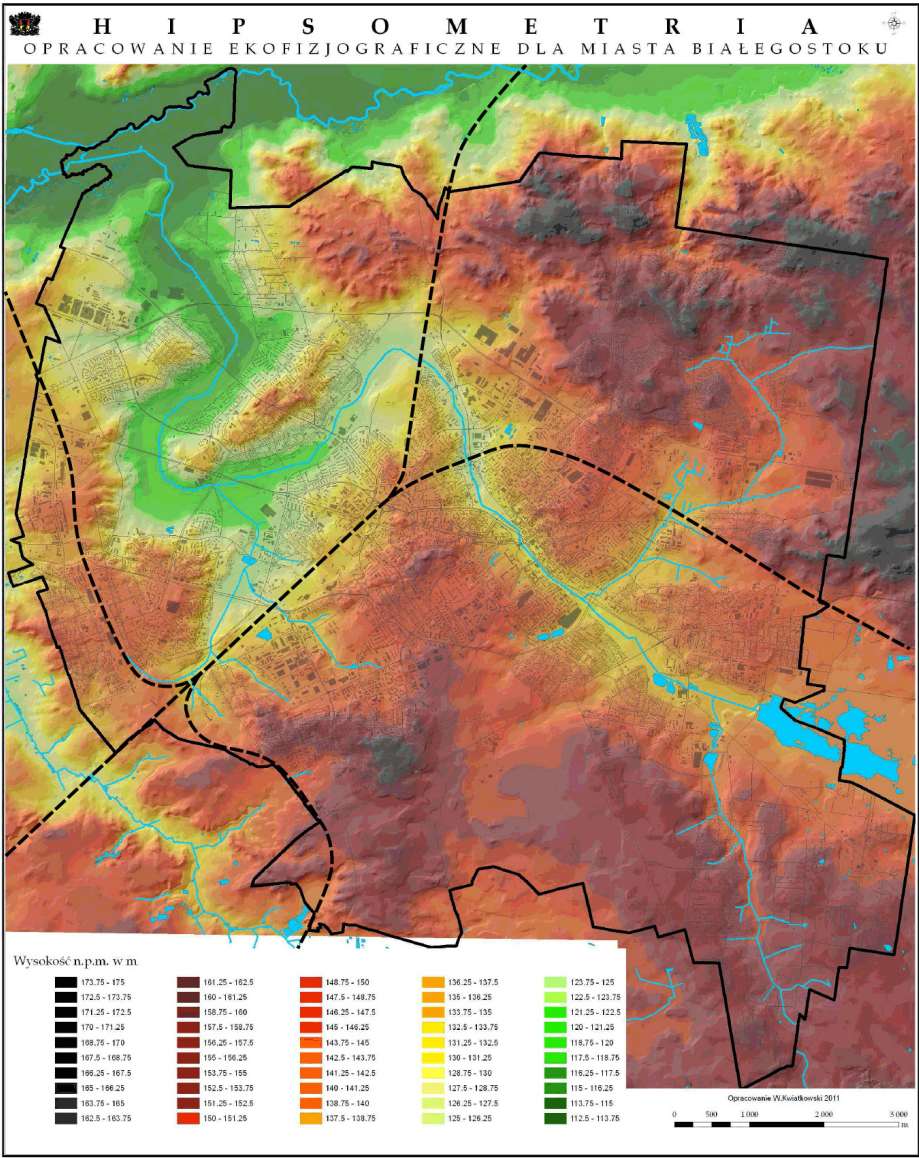 HIPSOMETRIA
OPRACOWANIE EKOFIZJOGRAFICZNE DLA MIASTA BIAŁEGOSTOKU
Wysokość n.p.m. w m
173.75 - 175
172.5 - 173.75
171.25 - 172.5
170 - 171.25
168.75 - 170
167.5 - 168.75
166.25 - 167.5
165 - 166.25
163.75 - 165
162.5 - 163.75
161.25 - 162.5
160 - 161.25
158.75 - 160
157.5 - 158.75
156.25 - 157.5
155 - 156.25
153.75 - 155
152.5 - 153.75
151.25 - 152.5
150 - 151.25
148.75 - 150
147.5 - 148.75
146.25 - 147.5
145 - 146.25
143.75 - 145
142.5 - 143.75
141.25 - 142.5
140 - 141.25
138.75 - 140
137.5 - 138.75
136.25 - 137.5
135 - 136.25
133.75 - 135
132.5 - 133.75
131.25 - 132.5
130 - 131.25
128.75 - 130
127.5 - 128.75
126.25 - 127.5
125 - 126.25
123.75 - 125
122.5 - 123.75
121.25 - 122.5
120 - 121.25
118.75 - 120
117.5 - 118.75
116.25 - 117.5
115 - 116.25
113.75 - 115
112.5 - 113.75
Opracowanie W.Kwiatkowski 2011
0 500 1 000 2 000 3 000
m